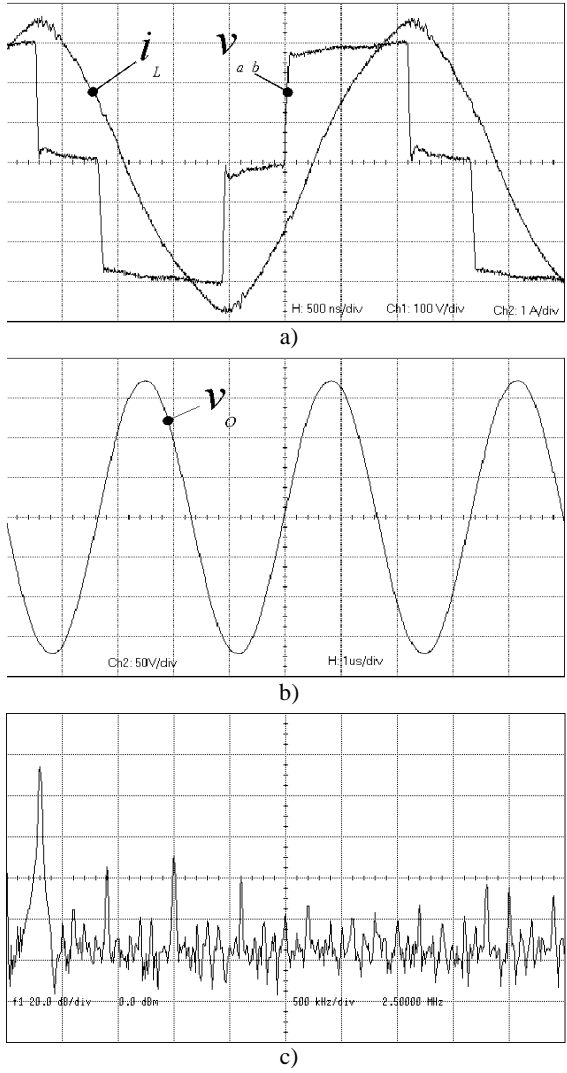 i L
v a b
H: 500 ns/div Ch1: 100 V/div Ch2: 1 A/div
a)
v O
Ch2: 50V/div H:1us/div
b)
f1 20.0 dB/div 0.0 dBm 500 kHz/div 2.50000 MHz
c)